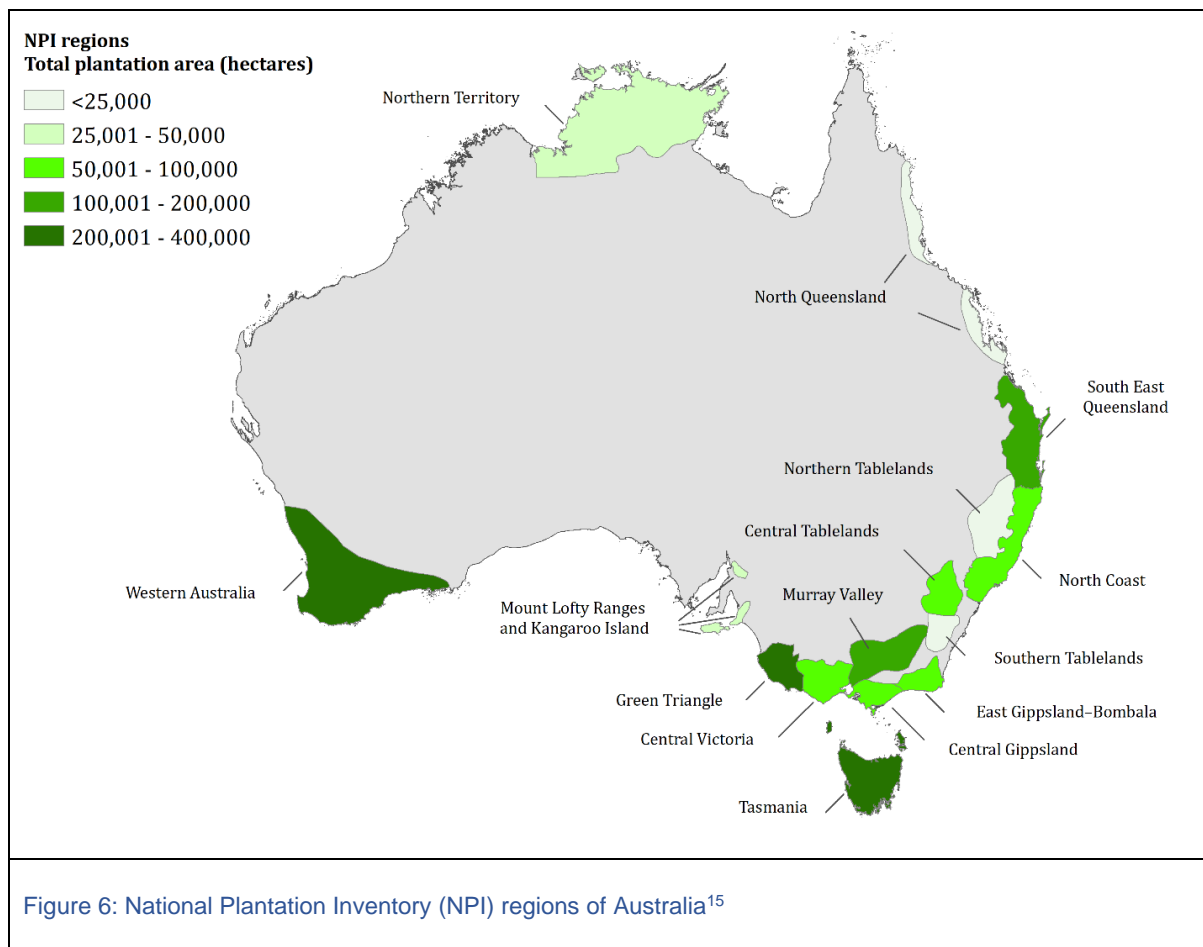 NPI regions
Total plantation area (hectares)
<25,000
25,001 - 50,000
50,001 - 100,000
100,001 - 200,000
200,001 - 400,000
Northern Territory
North Queensland
South East
Queensland
Northern Tablelands
Central Tablelands
North Coast
Western Australia
Murray Valley
Mount Lofty Ranges
and Kangaroo Island
Southern Tablelands
Green Triangle
East Gippsland–Bombala
Central Victoria
Central Gippsland
Tasmania
Figure 6: National Plantation Inventory (NPI) regions of Australia15